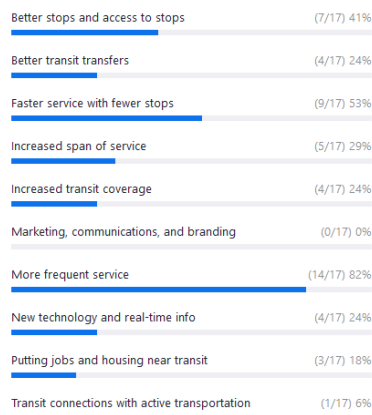 Better stops and access to stops (7/17) 41%
Better transit transfers (4/17) 24%
Faster service with fewer stops (9/17) 53%
Increased span of service (5/17) 29%
Increased transit coverage (4/17) 24%
Marketing, communications, and branding (0/17) 0%
More frequent service (14/17) 82%
New technology and real-time info (4/17) 24%
Putting jobs and housing near transit (3/17) 18%
Transit connections with active transportation (1/17) 6%